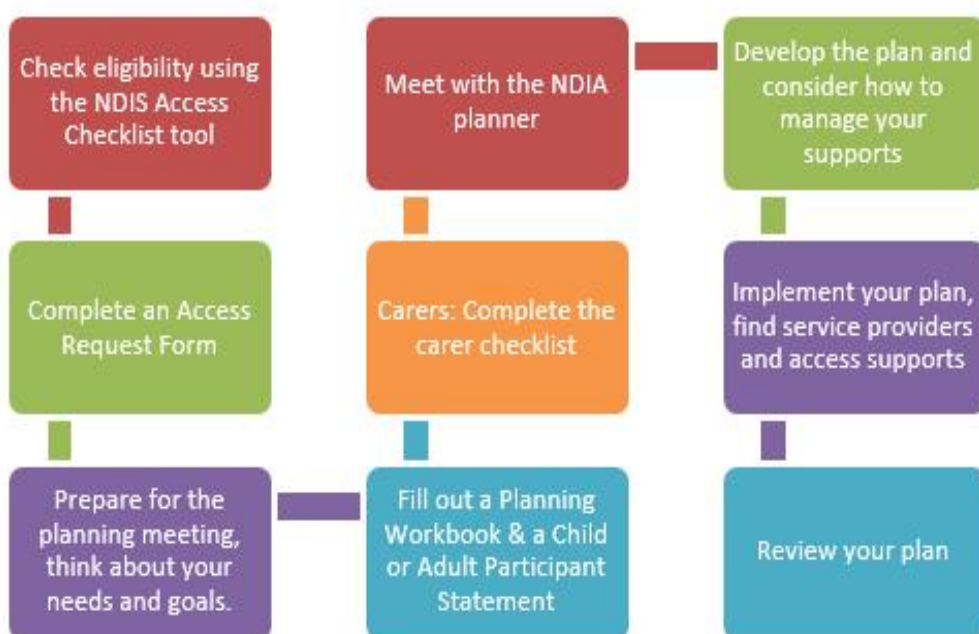 Check eligibility using
the NDIS Access
Checklist tool
Complete an Access
Request Form
Prepare for the
planning meeting,
think about your
needs and goals.
Fill out a Planning
Workbook & a Child
or Adult Participant
Statement
Carers: Complete the
carer checklist
Meet with the NDIA
planner
Develop the plan and
consider how to
manage your
supports
Implement your plan,
find service providers
and access supports
Review your plan